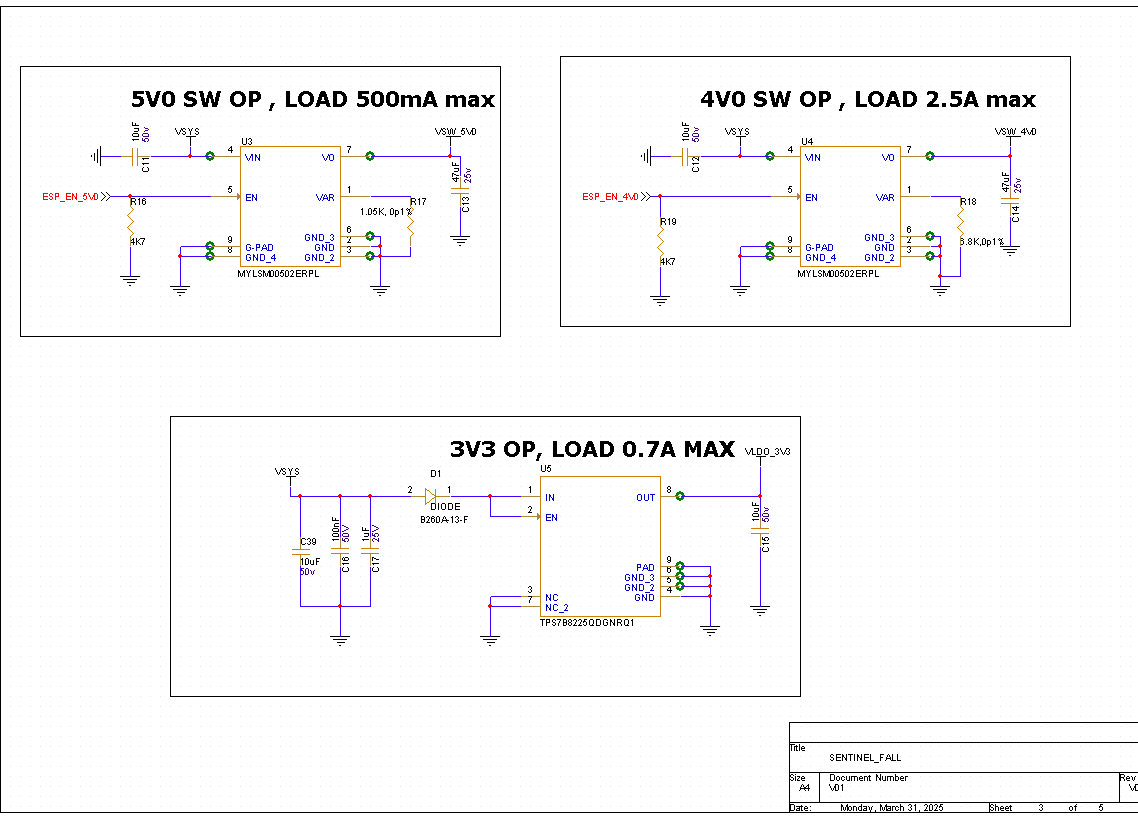 5V0 SW OP , LOAD 500mA max
10uF
50v
C11
VSYS
U3
VSW_5V0
4
VIN
VO
7
ESP_EN_5V0
5
EN
VAR
1
R16
4K7
R17
1.05K, 0p1%
47uF
25v
C13
GND_3
6
9
G-PAD
GND
2
8
GND_4
GND_2
3
MYLSM00502ERPL
4V0 SW OP , LOAD 2.5A max
10uF
50v
C12
VSYS
U4
VSW_4V0
4
VIN
VO
7
ESP_EN_4V0
5
EN
VAR
1
R19
4K7
R18
6.8K,0p1%
47uF
25v
C14
GND_3
6
9
G-PAD
GND
2
8
GND_4
GND_2
3
MYLSM00502ERPL
3V3 OP, LOAD 0.7A MAX
VLDO_3V3
VSYS
D1
U5
2
1
DIODE
B260A-13-F
1
IN
OUT
8
2
EN
C39
10uF
50v
100nF
50V
C16
1uF
25V
C17
10uF
50v
C15
PAD
9
GND_3
6
GND_2
5
3
NC
GND
4
7
NC_2
TPS7B8225QDGNRQ1
Title
SENTINEL_FALL
Size
Document Number
Rev
A4
V01
Date:
Monday, March 31, 2025
Sheet
3
of
5